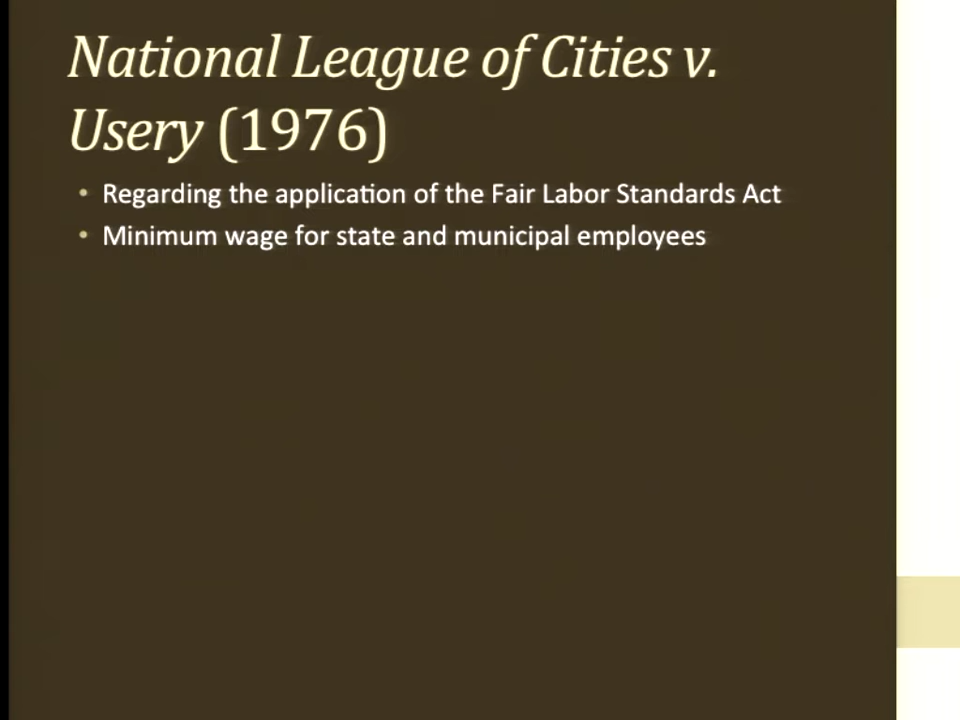 National League of Cities v.
Usery (1976)
• Regarding the application of the Fair Labor Standards Act
• Minimum wage for state and municipal employees